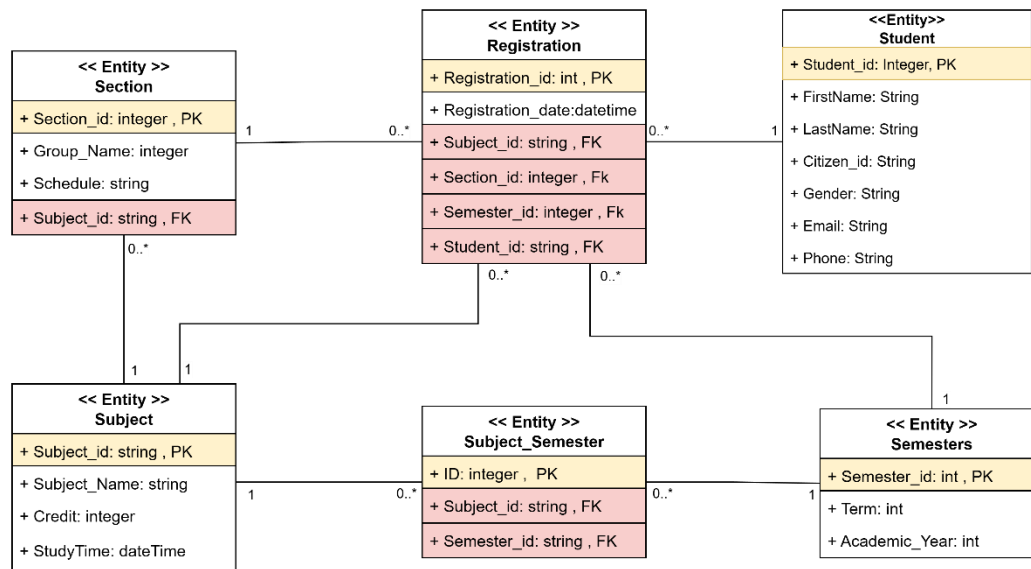 << Entity >>
Section
+ Section_id: integer , PK
+ Group_Name: integer
+ Schedule: string
+ Subject_id: string , FK
<< Entity >>
Registration
+ Registration_id: int , PK
+ Registration_date:datetime
+ Subject_id: string , FK
+ Section_id: integer , Fk
+ Semester_id: integer , Fk
+ Student_id: string , FK
<<Entity>>
Student
+ Student_id: Integer, PK
+ FirstName: String
+ LastName: String
+ Citizen_id: String
+ Gender: String
+ Email: String
+ Phone: String
1
0..*
0..*
1
0..*
0..*
0..*
1
1
1
<< Entity >>
Subject
+ Subject_id: string , PK
+ Subject_Name: string
+ Credit: integer
+ StudyTime: dateTime
<< Entity >>
Subject_Semester
+ ID: integer , PK
+ Subject_id: string , FK
+ Semester_id: string , FK
<< Entity >>
Semesters
+ Semester_id: int , PK
+ Term: int
+ Academic_Year: int
1
0..*
0..*
1